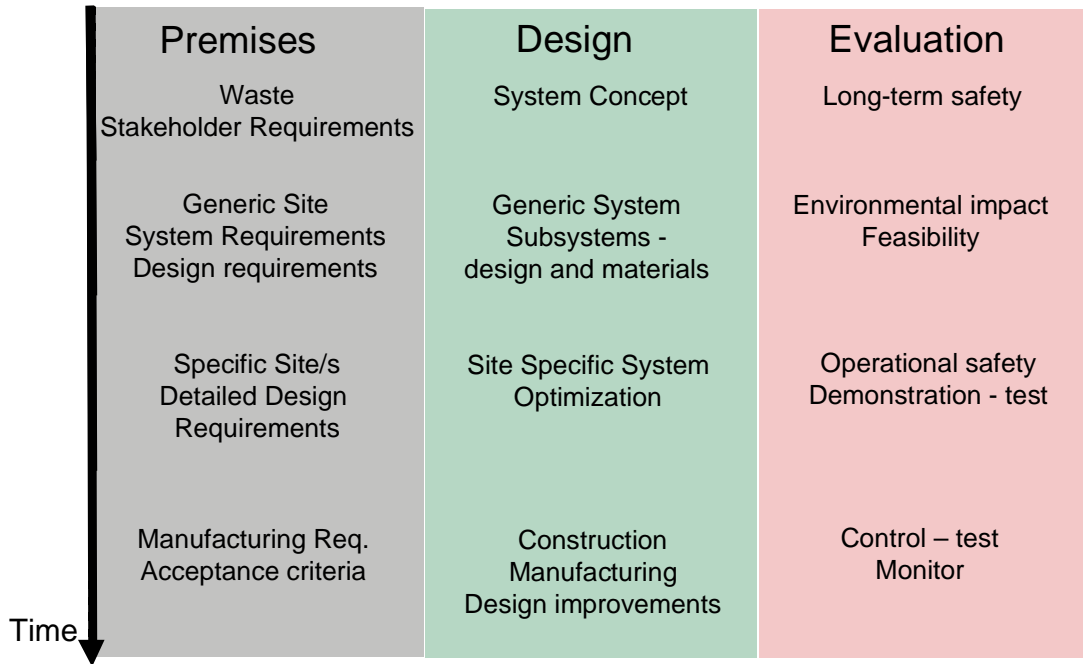 Premises
Waste
Stakeholder Requirements
Generic Site
System Requirements
Design requirements
Specific Site/s
Detailed Design
Requirements
Manufacturing Req.
Acceptance criteria
Design
System Concept
Generic System
Subsystems -
design and materials
Site Specific System
Optimization
Construction
Manufacturing
Design improvements
Evaluation
Long-term safety
Environmental impact
Feasibility
Operational safety
Demonstration - test
Control – test
Monitor
Time